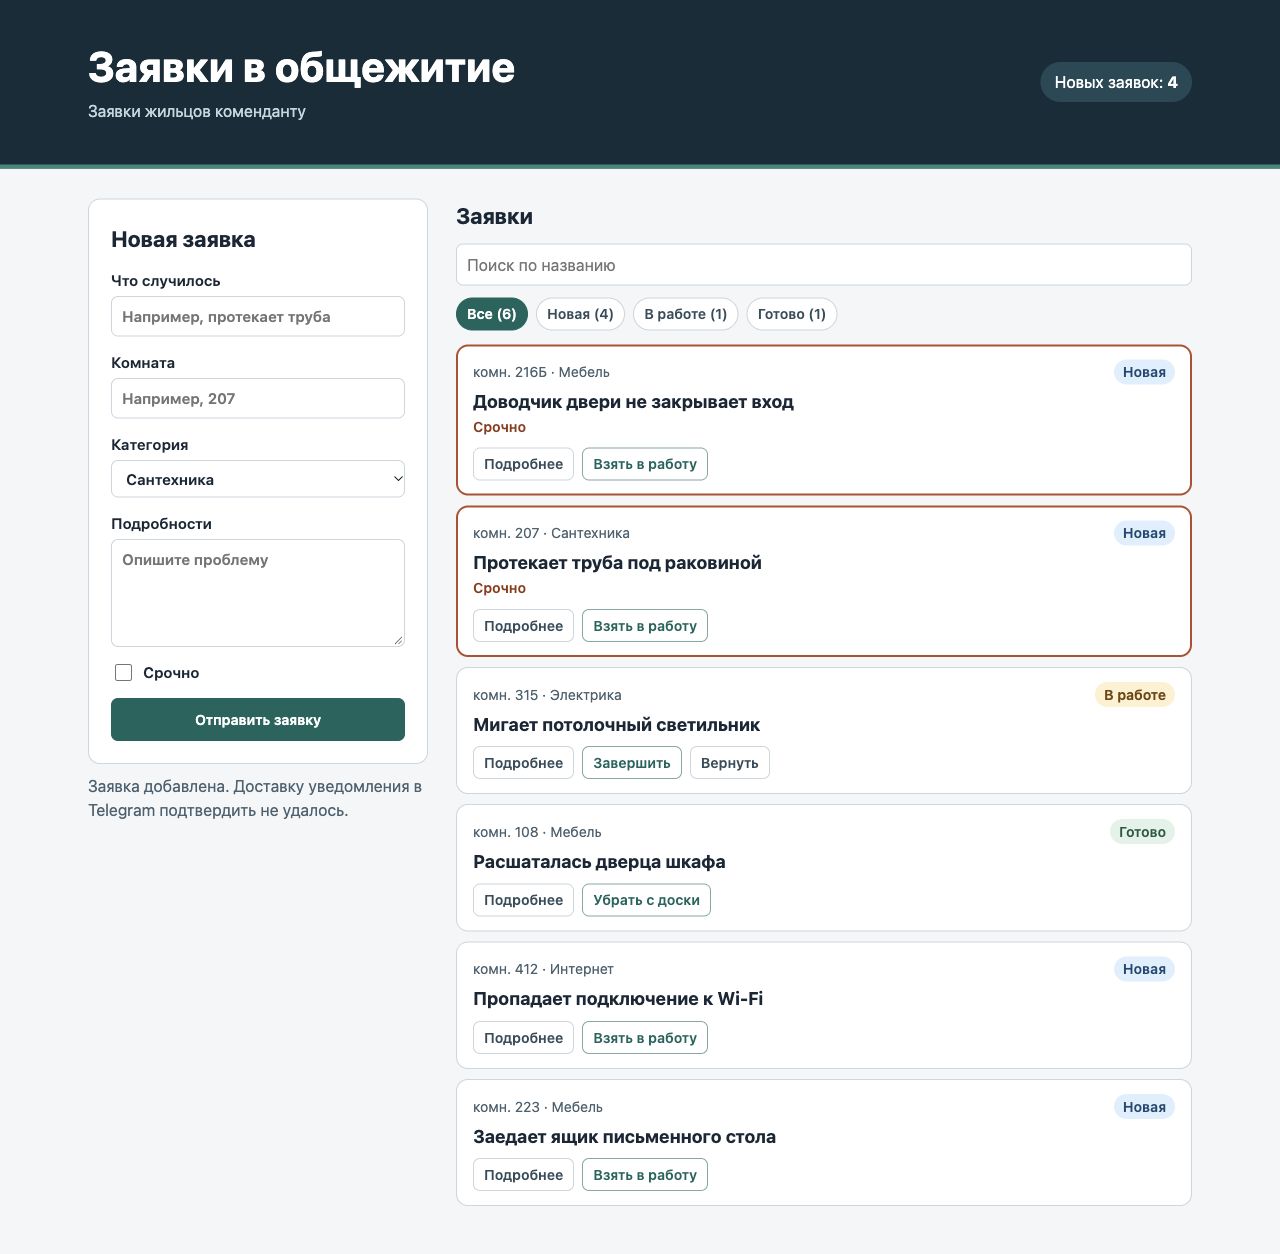 Заявки в общежитие
Заявки жильцов коменданту
Новых заявок: 4
Новая заявка
Что случилось
Например, протекает труба
Комната
Например, 207
Категория
Сантехника
Подробности
Опишите проблему
Срочно
Отправить заявку
Заявка добавлена. Доставку уведомления в
Telegram подтвердить не удалось.
Заявки
Поиск по названию
Все (6) Новая (4) В работе (1) Готово (1)
комн. 216Б · Мебель Новая
Доводчик двери не закрывает вход
Срочно
Подробнее Взять в работу
комн. 207 · Сантехника Новая
Протекает труба под раковиной
Срочно
Подробнее Взять в работу
комн. 315 · Электрика В работе
Мигает потолочный светильник
Подробнее Завершить Вернуть
комн. 108 · Мебель Готово
Расшаталась дверца шкафа
Подробнее Убрать с доски
комн. 412 · Интернет Новая
Пропадает подключение к Wi-Fi
Подробнее Взять в работу
комн. 223 · Мебель Новая
Заедает ящик письменного стола
Подробнее Взять в работу